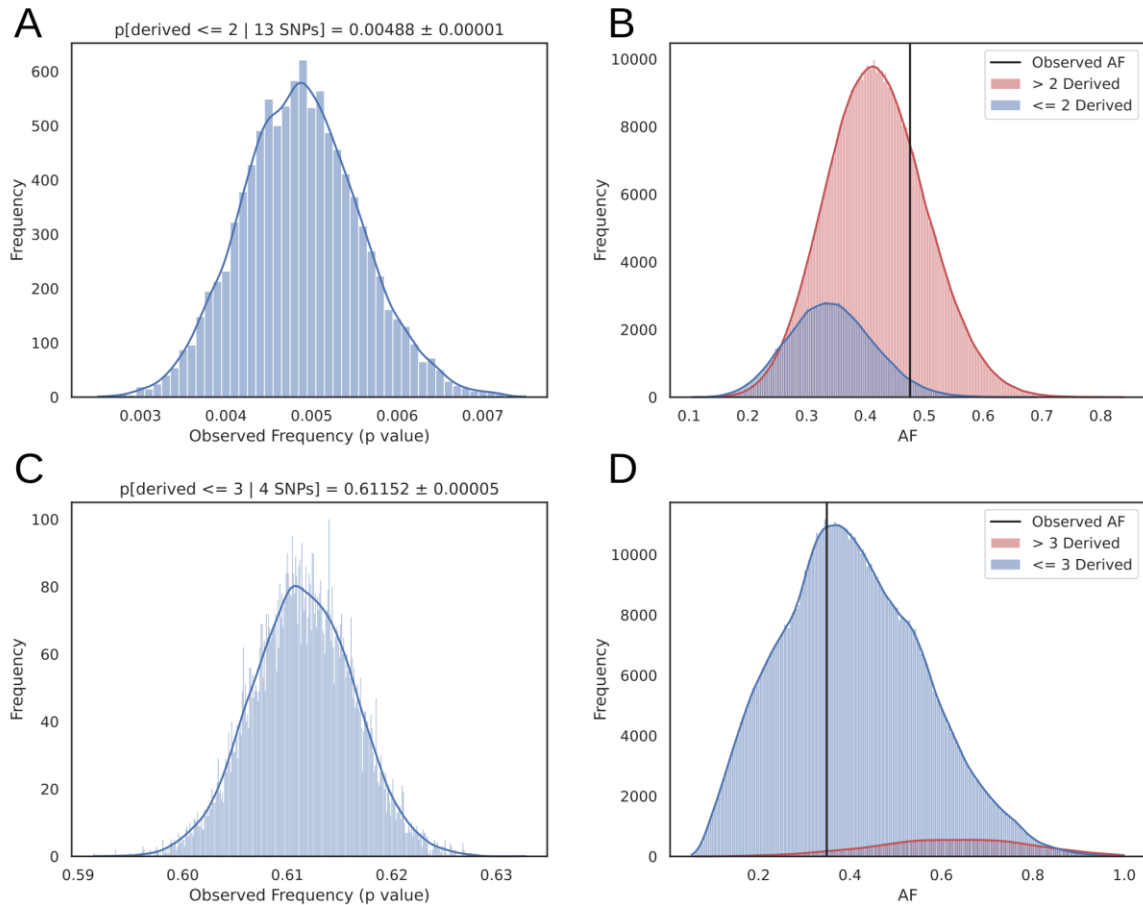 A
p[derived <= 2 | 13 SNPs] = 0.00488 ± 0.00001
Frequency
600
500
400
300
200
100
0
0.003 0.004 0.005 0.006 0.007
Observed Frequency (p value)
B
Observed AF
> 2 Derived
<= 2 Derived
Frequency
10000
8000
6000
4000
2000
0
0.1 0.2 0.3 0.4 0.5 0.6 0.7 0.8
AF
C
p[derived <= 3 | 4 SNPs] = 0.61152 ± 0.00005
Frequency
100
80
60
40
20
0
0.59 0.60 0.61 0.62 0.63
Observed Frequency (p value)
D
Observed AF
> 3 Derived
<= 3 Derived
Frequency
10000
8000
6000
4000
2000
0
0.2 0.4 0.6 0.8 1.0
AF